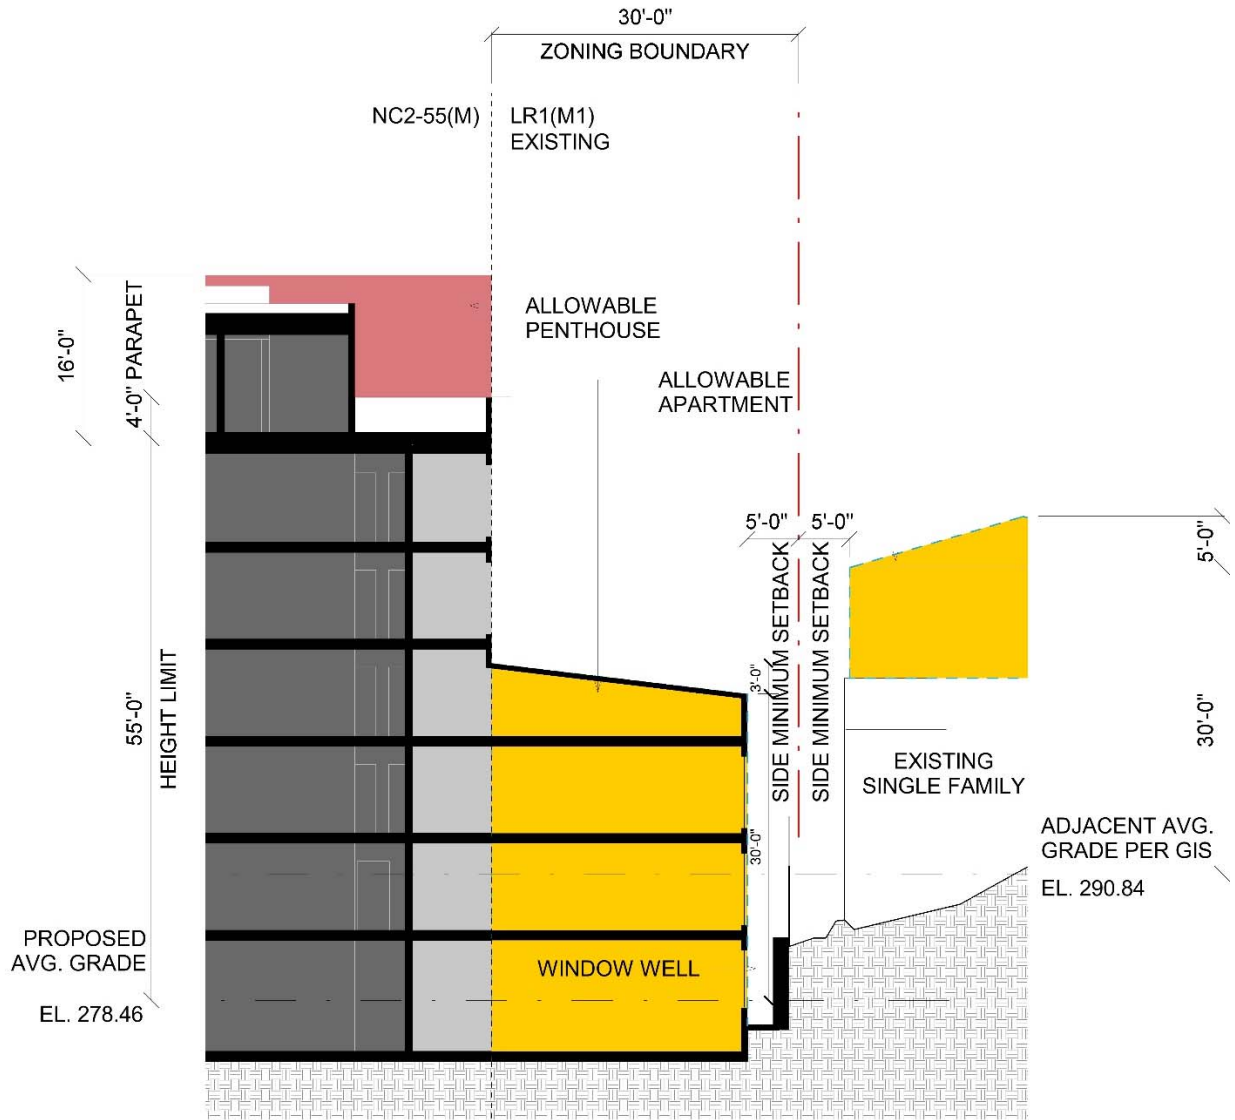 30'-0"
ZONING BOUNDARY
NC2-55(M)
LR1(M1)
EXISTING
16'-0"
4'-0" PARAPET
ALLOWABLE
PENTHOUSE
ALLOWABLE
APARTMENT
5'-0"
5'-0"
5'-0"
SIDE MINIMUM SETBACK
SIDE MINIMUM SETBACK
3'-0"
55'-0"
HEIGHT LIMIT
30'-0"
EXISTING
SINGLE FAMILY
30'-0"
ADJACENT AVG.
GRADE PER GIS
EL. 290.84
PROPOSED
AVG. GRADE
EL. 278.46
WINDOW WELL